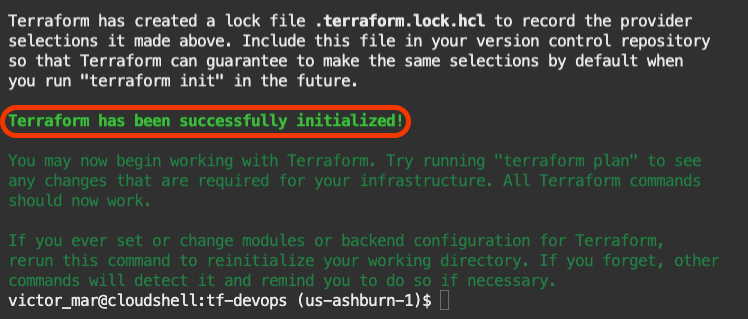 Terraform has created a lock file .terraform.lock.hcl to record the provider
selections it made above. Include this file in your version control repository
so that Terraform can guarantee to make the same selections by default when
you run "terraform init" in the future.
Terraform has been successfully initialized!
You may now begin working with Terraform. Try running "terraform plan" to see
any changes that are required for your infrastructure. All Terraform commands
should now work.
If you ever set or change modules or backend configuration for Terraform,
rerun this command to reinitialize your working directory. If you forget, other
commands will detect it and remind you to do so if necessary.
victor_mar@cloudshell:tf-devops (us-ashburn-1)$